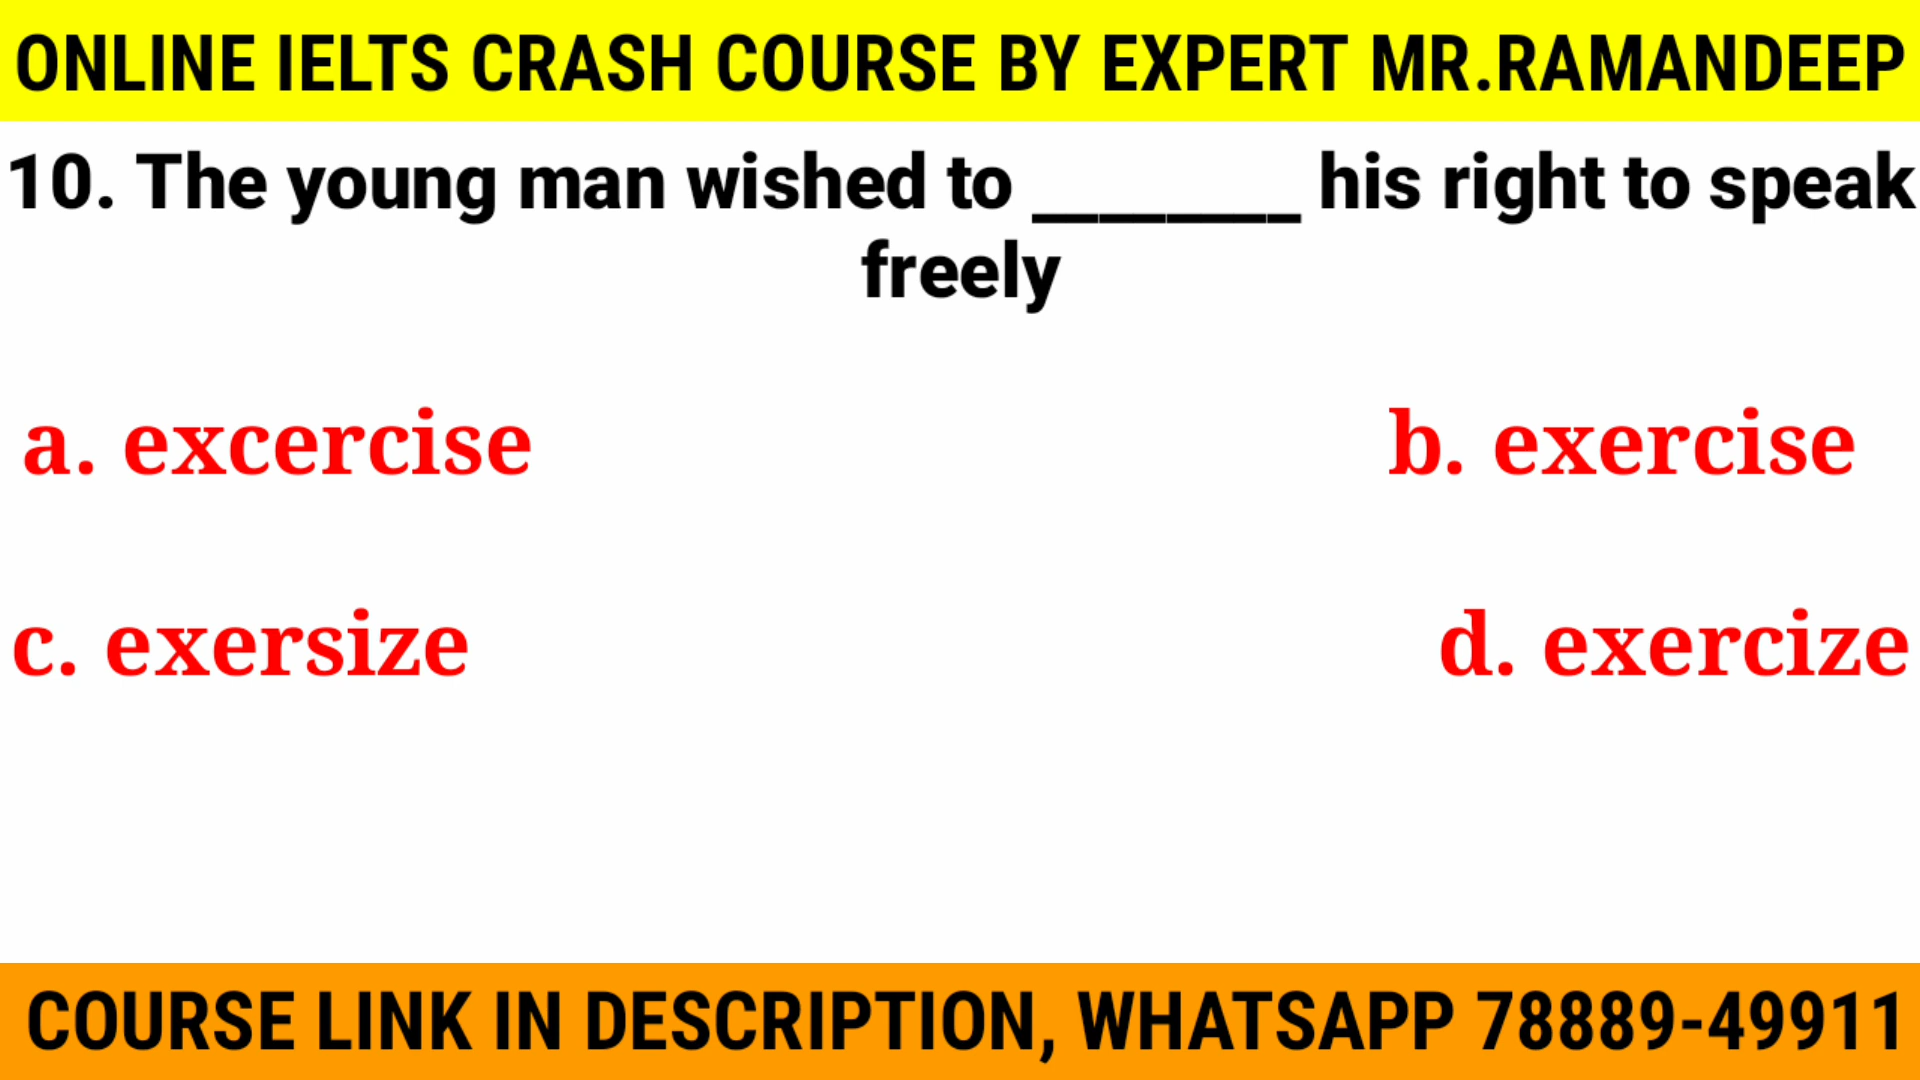 ONLINE IELTS CRASH COURSE BY EXPERT MR.RAMANDEEP
10. The young man wished to ________ his right to speak
freely
a. excercise
b. exercise
c. exersize
d. exercize
COURSE LINK IN DESCRIPTION, WHATSAPP 78889-49911